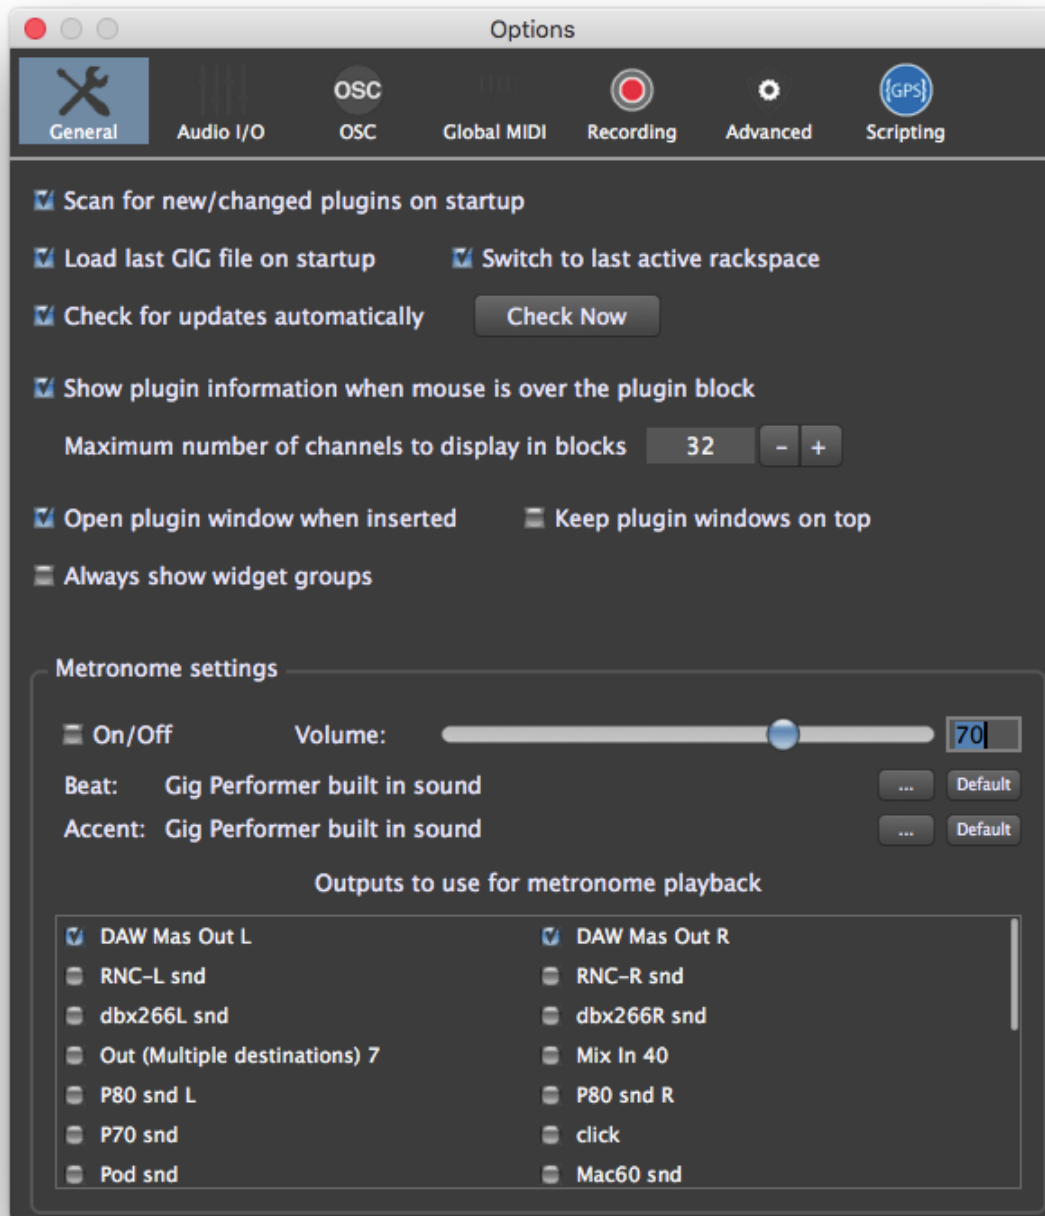 Options
General Audio I/O OSC OSC Global MIDI Recording Advanced {GPS} Scripting
Scan for new/changed plugins on startup
Load last GIG file on startup Switch to last active rackspace
Check for updates automatically Check Now
Show plugin information when mouse is over the plugin block
Maximum number of channels to display in blocks 32 - +
Open plugin window when inserted Keep plugin windows on top
Always show widget groups
Metronome settings
On/Off Volume: 70
Beat: Gig Performer built in sound ... Default
Accent: Gig Performer built in sound ... Default
Outputs to use for metronome playback
DAW Mas Out L DAW Mas Out R
RNC-L snd RNC-R snd
dbx266L snd dbx266R snd
Out (Multiple destinations) 7 Mix In 40
P80 snd L P80 snd R
P70 snd click
Pod snd Mac60 snd